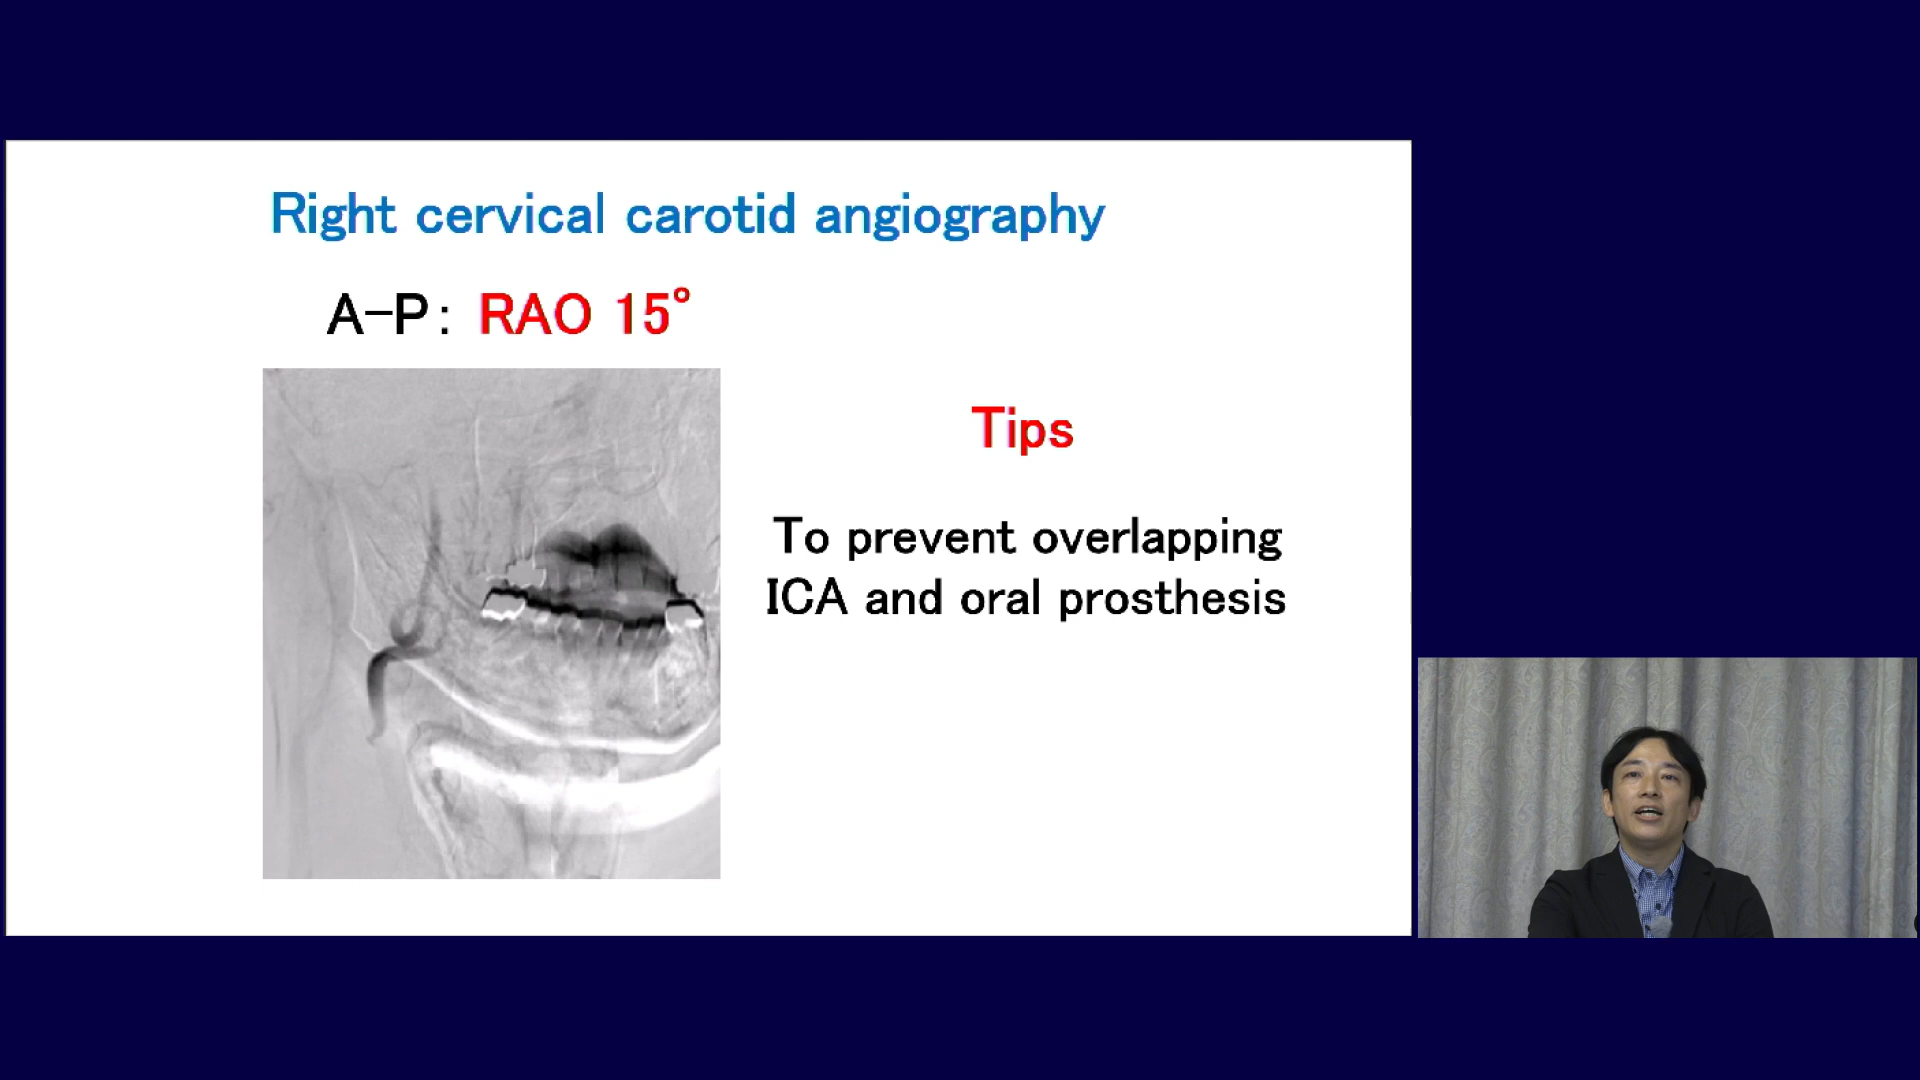 Right cervical carotid angiography
A-P: RAO 15°
Tips
To prevent overlapping
ICA and oral prosthesis